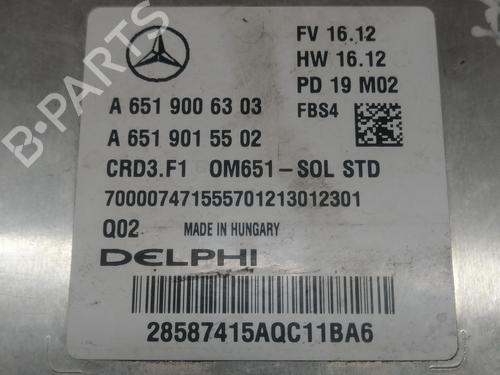 FV 16.12
HW 16.12
PD 19 M02
FBS4
A 651 900 63 03
A 651 901 55 02
CRD3.F1 OM651-SOL STD
70000747155570121301​2301
Q02 MADE IN HUNGARY
DELPHI
28587415AQC11BA6
B-PARTS